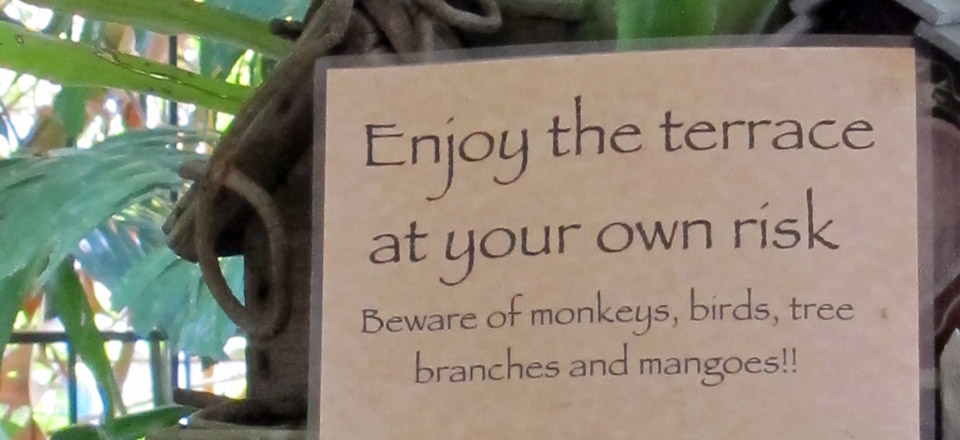 Enjoy the terrace
at your own risk
Beware of monkeys, birds, tree
branches and mangoes!!